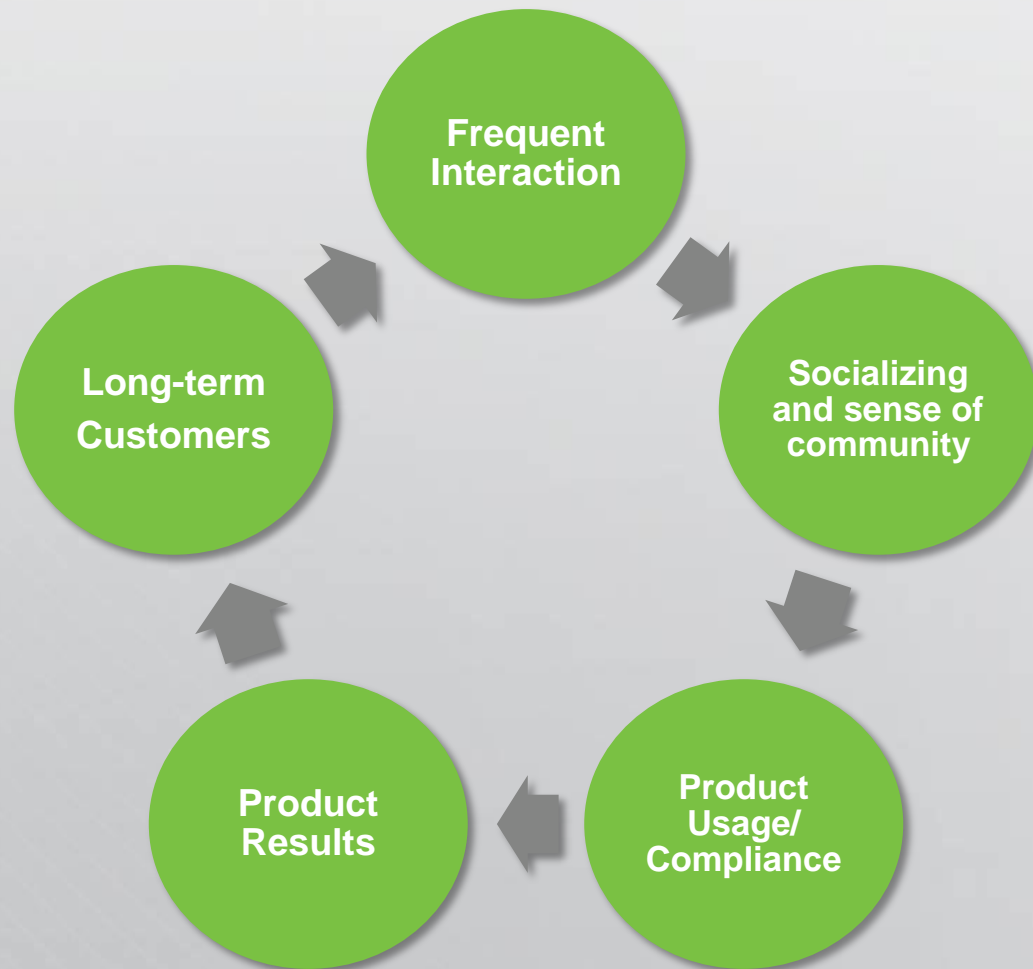 Frequent
Interaction
Socializing
and sense of
community
Product
Usage/
Compliance
Product
Results
Long-term
Customers